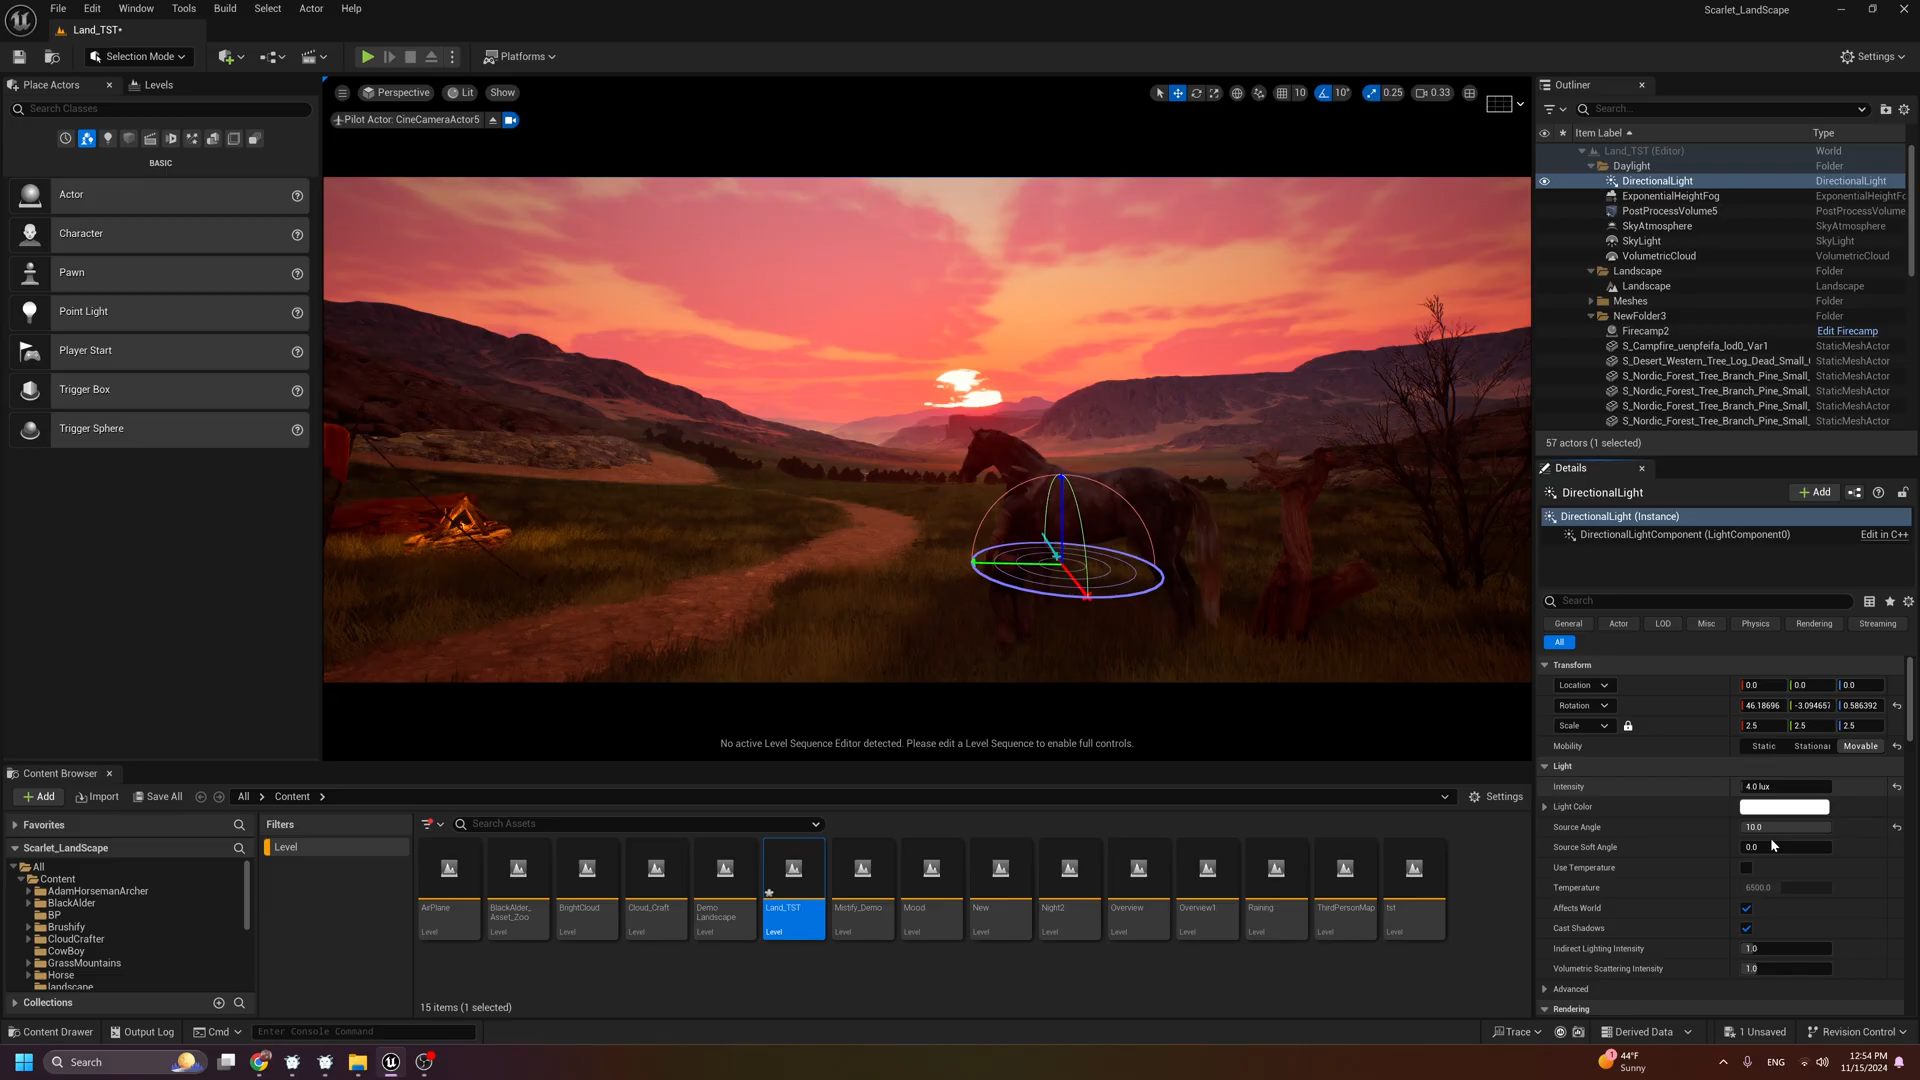 File Edit Window Tools Build Select Actor Help
Scarlet_LandScape
Land_TST•
Selection Mode
Platforms
Settings
Place Actors
Levels
Search Classes
BASIC
Actor
Character
Pawn
Point Light
Player Start
Trigger Box
Trigger Sphere
Perspective Lit Show
10 10° 0.25 0.33
Pilot Actor: CineCameraActor5
No active Level Sequence Editor detected. Please edit a Level Sequence to enable full controls.
Outliner
Search...
Item Label Type
Land_TST (Editor) World
Daylight Folder
DirectionalLight DirectionalLight
ExponentialHeightFog ExponentialHeightFo
PostProcessVolume5 PostProcessVolume
SkyAtmosphere SkyAtmosphere
SkyLight SkyLight
VolumetricCloud VolumetricCloud
Landscape Folder
Landscape Landscape
Meshes Folder
NewFolder3 Folder
Firecamp2 Edit Firecamp
S_Campfire_uenpfeifa_lod0_Var1 StaticMeshActor
S_Desert_Western_Tree_Log_Dead_Small_ StaticMeshActor
S_Nordic_Forest_Tree_Branch_Pine_Small_ StaticMeshActor
S_Nordic_Forest_Tree_Branch_Pine_Small_ StaticMeshActor
S_Nordic_Forest_Tree_Branch_Pine_Small_ StaticMeshActor
S_Nordic_Forest_Tree_Branch_Pine_Small_ StaticMeshActor
57 actors (1 selected)
Details
DirectionalLight
Add
DirectionalLight (Instance)
DirectionalLightComponent (LightComponent0) Edit in C++
Search
General Actor LOD Misc Physics Rendering Streaming
All
Transform
Location 0.0 0.0 0.0
Rotation 46.18696 -3.094657 0.586392
Scale 2.5 2.5 2.5
Mobility Static Stationar Movable
Light
Intensity 4.0 lux
Light Color
Source Angle 10.0
Source Soft Angle 0.0
Use Temperature
Temperature 6500.0
Affects World
Cast Shadows
Indirect Lighting Intensity 1.0
Volumetric Scattering Intensity 1.0
Advanced
Rendering
Content Browser
Add Import Save All All Content Settings
Favorites
Scarlet_LandScape
All
Content
AdamHorsemanArcher
BlackAlder
BP
Brushify
CloudCrafter
CowBoy
GrassMountains
Horse
landscape
Collections
Filters
Level
Search Assets
AirPlane
Level
BlackAlder_
Asset_Zoo
Level
BrightCloud
Level
Cloud_Craft
Level
Demo
Landscape
Level
Land_TST
Level
Mistify_Demo
Level
Mood
Level
New
Level
Night2
Level
Overview
Level
Overview1
Level
Raining
Level
ThirdPersonMap
Level
tst
Level
15 items (1 selected)
Content Drawer Output Log Cmd Enter Console Command
Trace Derived Data 1 Unsaved Revision Control
Search
1
44°F
Sunny
ENG
12:54 PM
11/15/2024